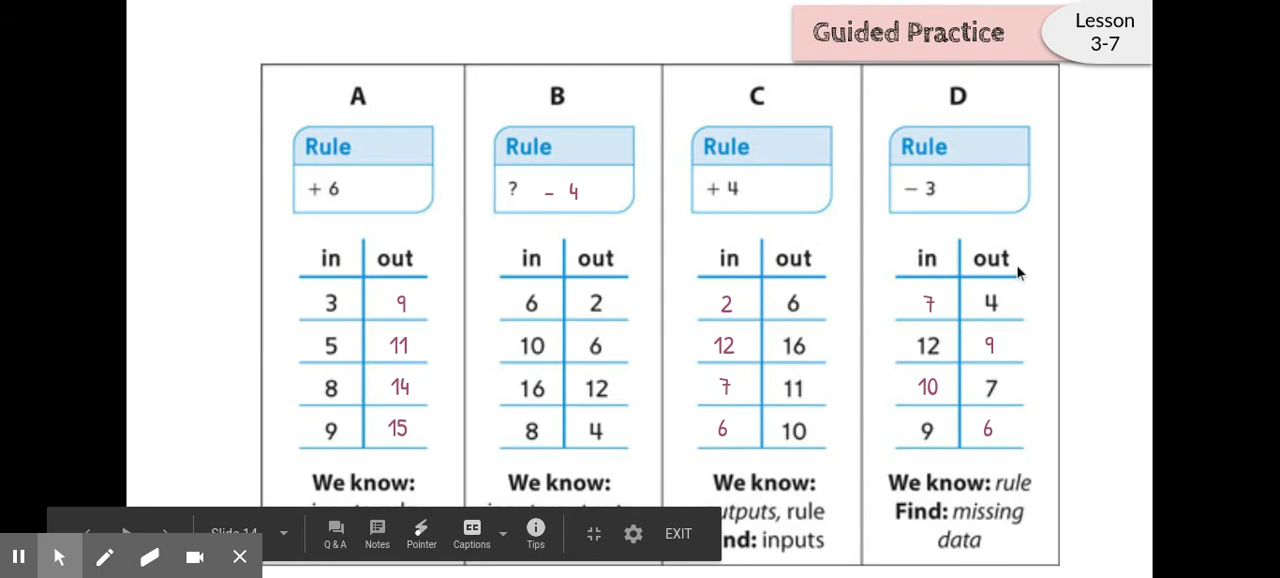 Guided Practice
Lesson
3-7
A
Rule
+ 6
in out
3 9
5 11
8 14
9 15
We know:
B
Rule
? - 4
in out
6 2
10 6
16 12
8 4
We know:
C
Rule
+ 4
in out
2 6
12 16
7 11
6 10
We know:
utputs, rule
nd: inputs
D
Rule
− 3
in out
7 4
12 9
10 7
9 6
We know: rule
Find: missing
data
Slide 14
Q & A Notes Pointer Captions Tips EXIT